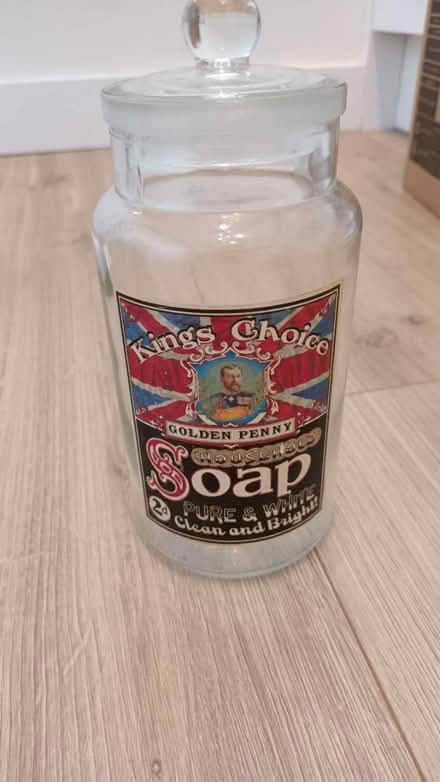 Kings Choice
GOLDEN PENNY
HOUSEHOLD
Soap
2d PURE & WHITE
Clean and Bright!